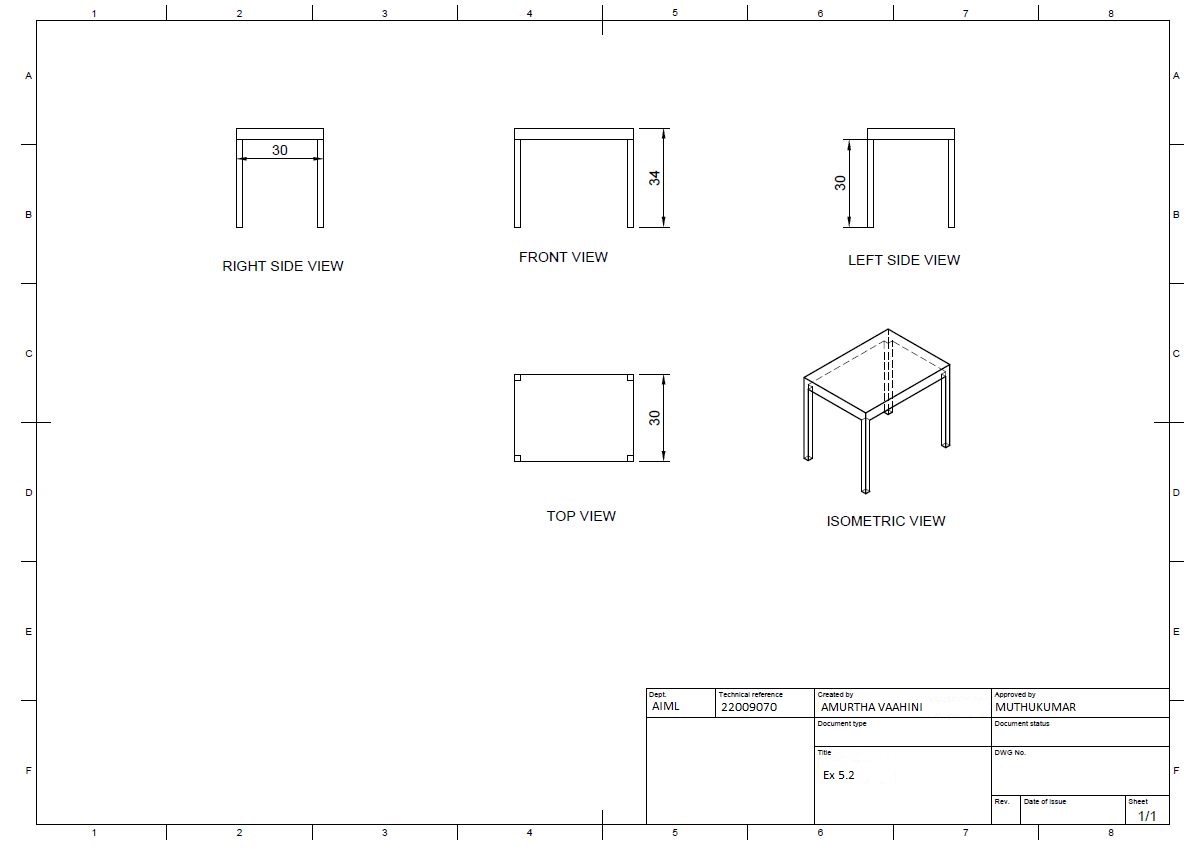 1 2 3 4 5 6 7 8
A A
30
34
30
B B
RIGHT SIDE VIEW
FRONT VIEW
LEFT SIDE VIEW
C C
30
D D
TOP VIEW
ISOMETRIC VIEW
E E
Dept. Technical reference Created by Approved by
AIML 22009070 AMURTHA VAAHINI MUTHUKUMAR
Document type Document status
Title DWG No.
F F
Ex 5.2
Rev. Date of issue Sheet
1/1
1 2 3 4 5 6 7 8